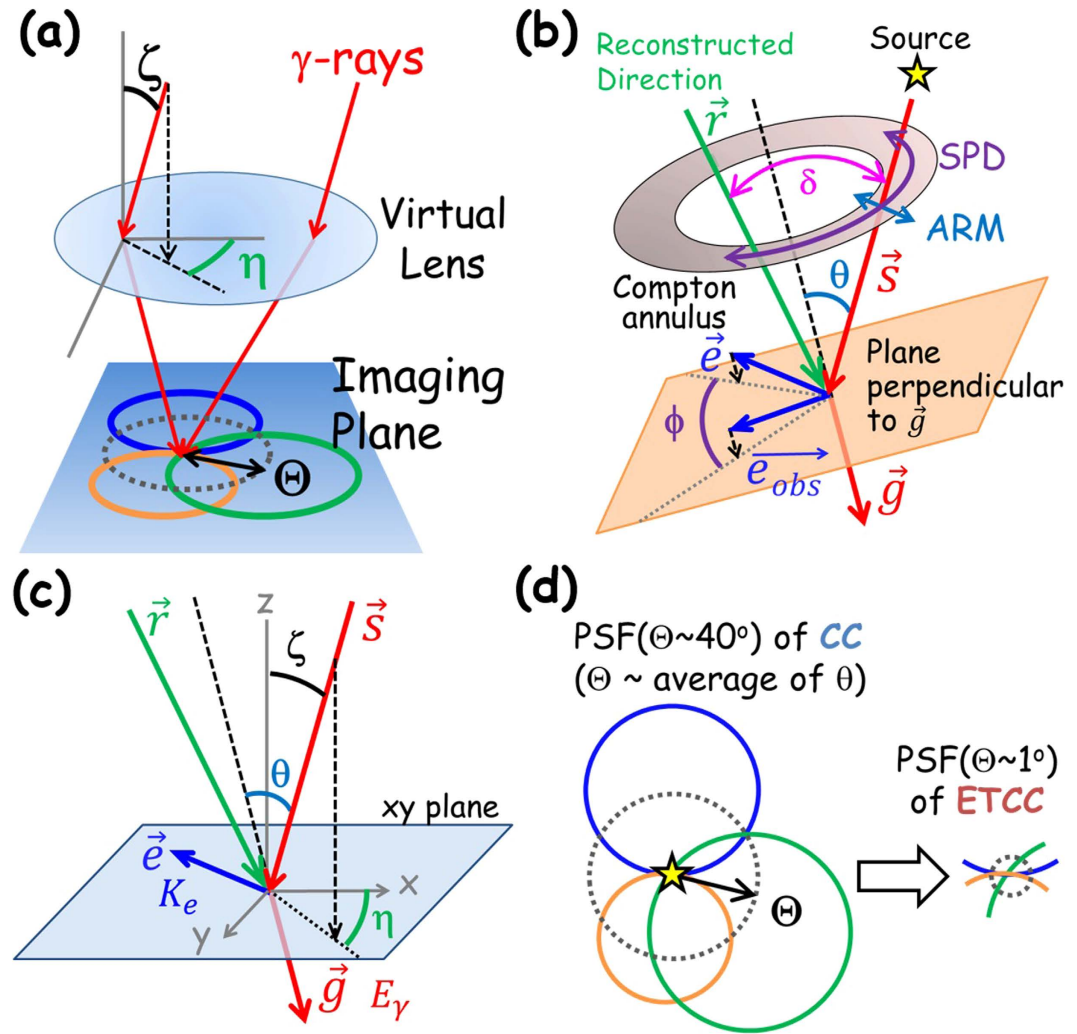 (a)
ζ
γ-rays
Virtual
Lens
η
Imaging
Plane
Θ
(b)
Source
Reconstructed
Direction
r⃗
SPD
δ
ARM
θ
s⃗
Compton
annulus
e⃗
Plane
perpendicular
to g⃗
ϕ
e_obs⃗
g⃗
(c)
r⃗
z
s⃗
ζ
θ
xy plane
e⃗
K_e
x
η
y
g⃗ E_γ
(d)
PSF(Θ~40°) of CC
(Θ ~ average of θ)
PSF(Θ~1°)
of ETCC
Θ